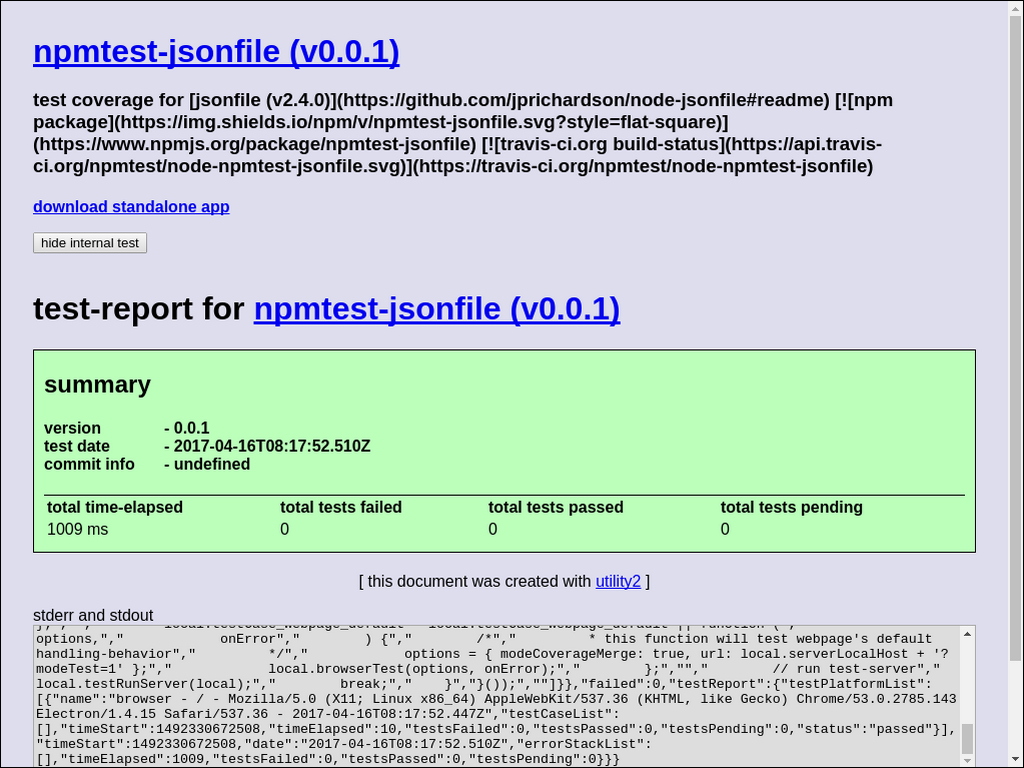 npmtest-jsonfile (v0.0.1)
test coverage for [jsonfile (v2.4.0)](https://github.com/jprichardson/node-jsonfile#readme) [![npm
package](https://img.shields.io/npm/v/npmtest-jsonfile.svg?style=flat-square)]
(https://www.npmjs.org/package/npmtest-jsonfile) [![travis-ci.org build-status](https://api.travis-
ci.org/npmtest/node-npmtest-jsonfile.svg)](https://travis-ci.org/npmtest/node-npmtest-jsonfile)
download standalone app
hide internal test
test-report for npmtest-jsonfile (v0.0.1)
summary
version - 0.0.1
test date - 2017-04-16T08:17:52.510Z
commit info - undefined
total time-elapsed total tests failed total tests passed total tests pending
1009 ms 0 0 0
[ this document was created with utility2 ]
stderr and stdout
options,","            onError","        ) {","        /*","         * this function will test webpage's default
handling-behavior","         */","            options = { modeCoverageMerge: true, url: local.serverLocalHost + '?
modeTest=1' };","            local.browserTest(options, onError);","        };","","        // run test-server","
local.testRunServer(local);","        break;","    }","}());",""]}},"failed":0,"testReport":{"testPlatformList":
[{"name":"browser - / - Mozilla/5.0 (X11; Linux x86_64) AppleWebKit/537.36 (KHTML, like Gecko) Chrome/53.0.2785.143
Electron/1.4.15 Safari/537.36 - 2017-04-16T08:17:52.447Z","testCaseList":
[],"timeStart":1492330672508,"timeElapsed":10,"testsFailed":0,"testsPassed":0,"testsPending":0,"status":"passed"}],
"timeStart":1492330672508,"date":"2017-04-16T08:17:52.510Z","errorStackList":
[],"timeElapsed":1009,"testsFailed":0,"testsPassed":0,"testsPending":0}}}